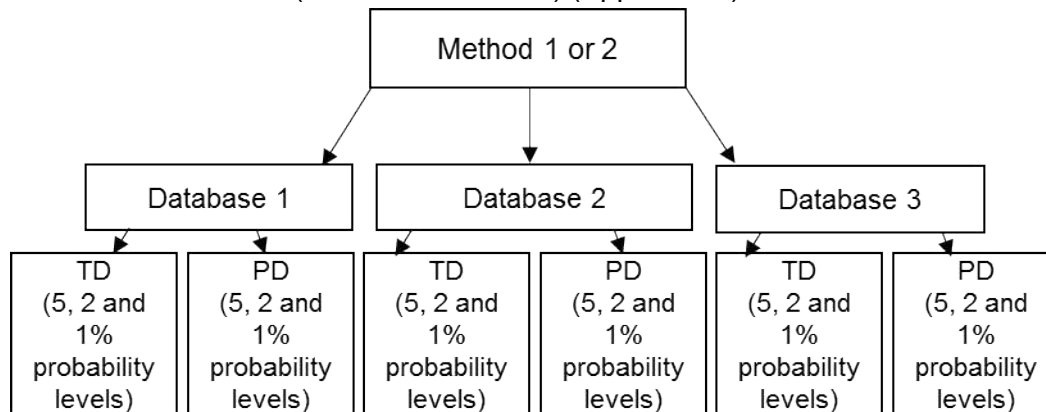 Method 1 or 2
Database 1
Database 2
Database 3
TD
(5, 2 and
1%
probability
levels)
PD
(5, 2 and
1%
probability
levels)
TD
(5, 2 and
1%
probability
levels)
PD
(5, 2 and
1%
probability
levels)
TD
(5, 2 and
1%
probability
levels)
PD
(5, 2 and
1%
probability
levels)